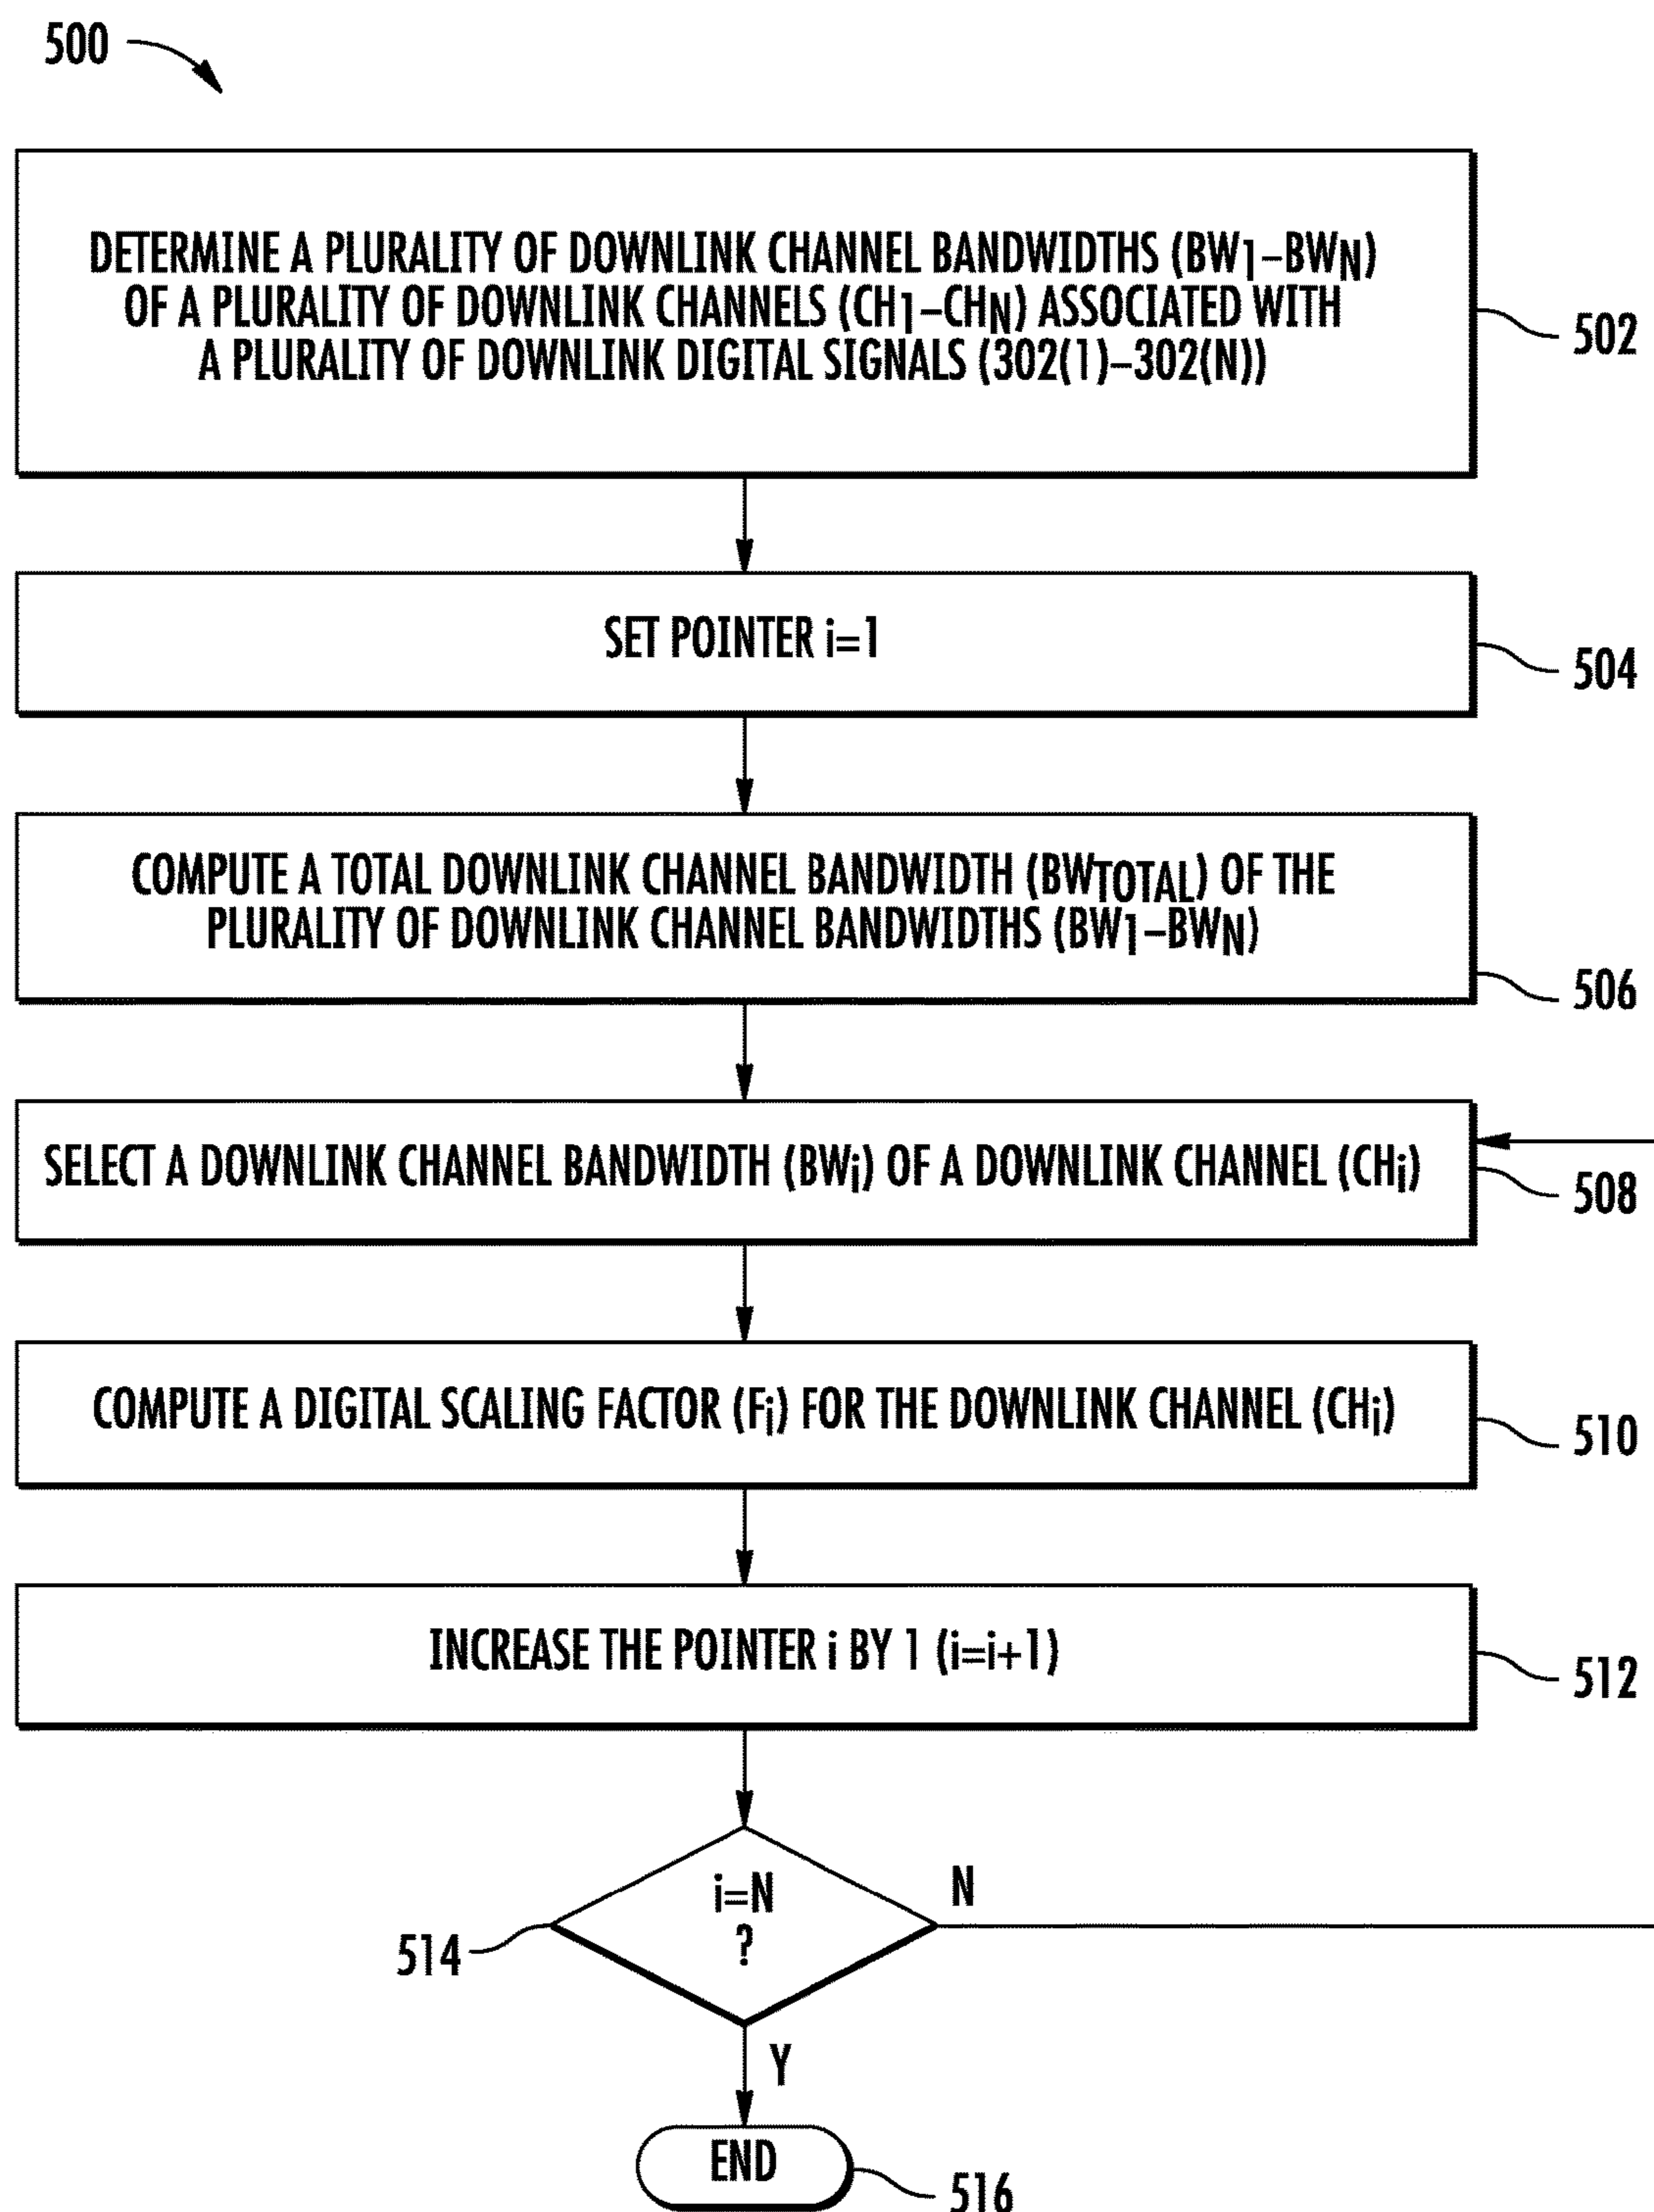 500
DETERMINE A PLURALITY OF DOWNLINK CHANNEL BANDWIDTHS (BW1–BWN)
OF A PLURALITY OF DOWNLINK CHANNELS (CH1–CHN) ASSOCIATED WITH
A PLURALITY OF DOWNLINK DIGITAL SIGNALS (302(1)–302(N))
502
SET POINTER i=1
504
COMPUTE A TOTAL DOWNLINK CHANNEL BANDWIDTH (BWTOTAL) OF THE
PLURALITY OF DOWNLINK CHANNEL BANDWIDTHS (BW1–BWN)
506
SELECT A DOWNLINK CHANNEL BANDWIDTH (BWi) OF A DOWNLINK CHANNEL (CHi)
508
COMPUTE A DIGITAL SCALING FACTOR (Fi) FOR THE DOWNLINK CHANNEL (CHi)
510
INCREASE THE POINTER i BY 1 (i=i+1)
512
i=N
?
N
514
Y
END
516